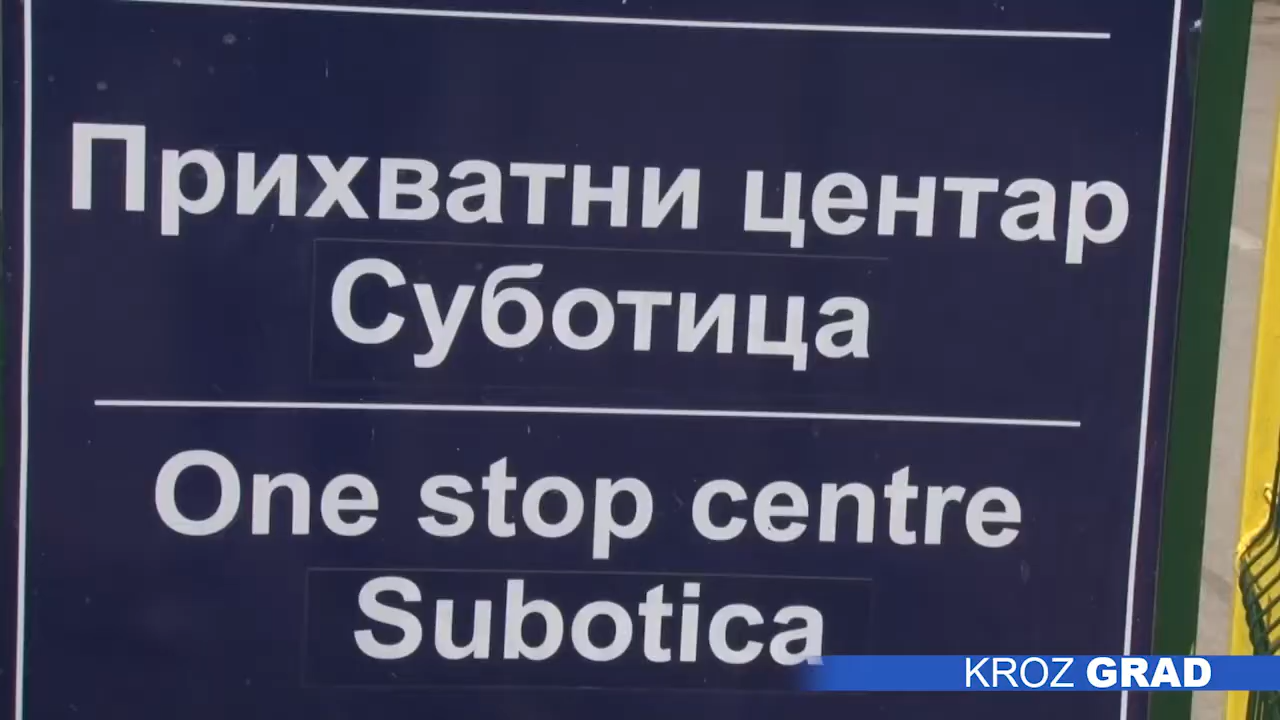 Прихватни центар
Суботица
One stop centre
Subotica
KROZ GRAD